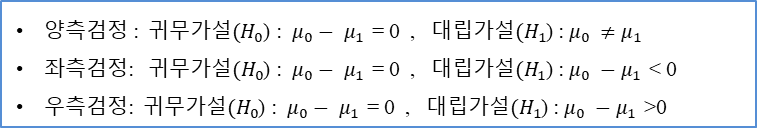 • 양측검정 : 귀무가설(H₀) : μ₀ − μ₁ = 0 , 대립가설(H₁) : μ₀ ≠ μ₁
• 좌측검정: 귀무가설(H₀) : μ₀ − μ₁ = 0 , 대립가설(H₁) : μ₀ − μ₁ < 0
• 우측검정: 귀무가설(H₀) : μ₀ − μ₁ = 0 , 대립가설(H₁) : μ₀ − μ₁ >0